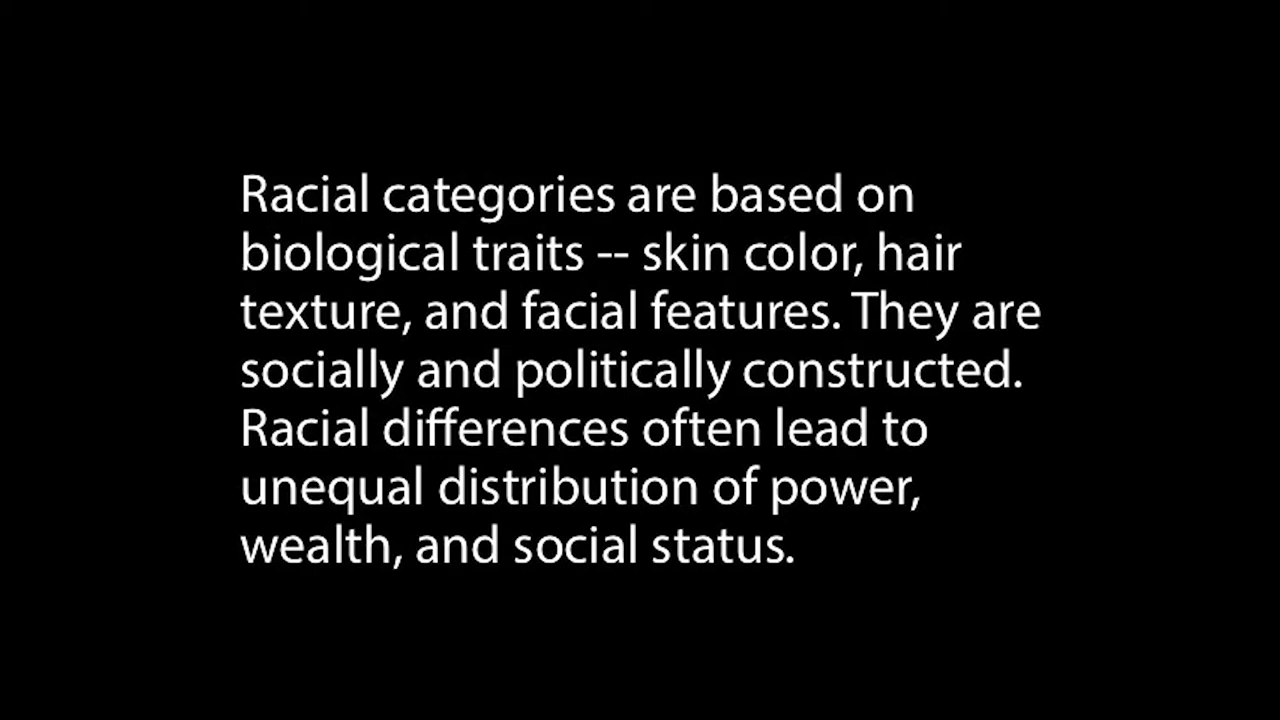 Racial categories are based on
biological traits -- skin color, hair
texture, and facial features. They are
socially and politically constructed.
Racial differences often lead to
unequal distribution of power,
wealth, and social status.